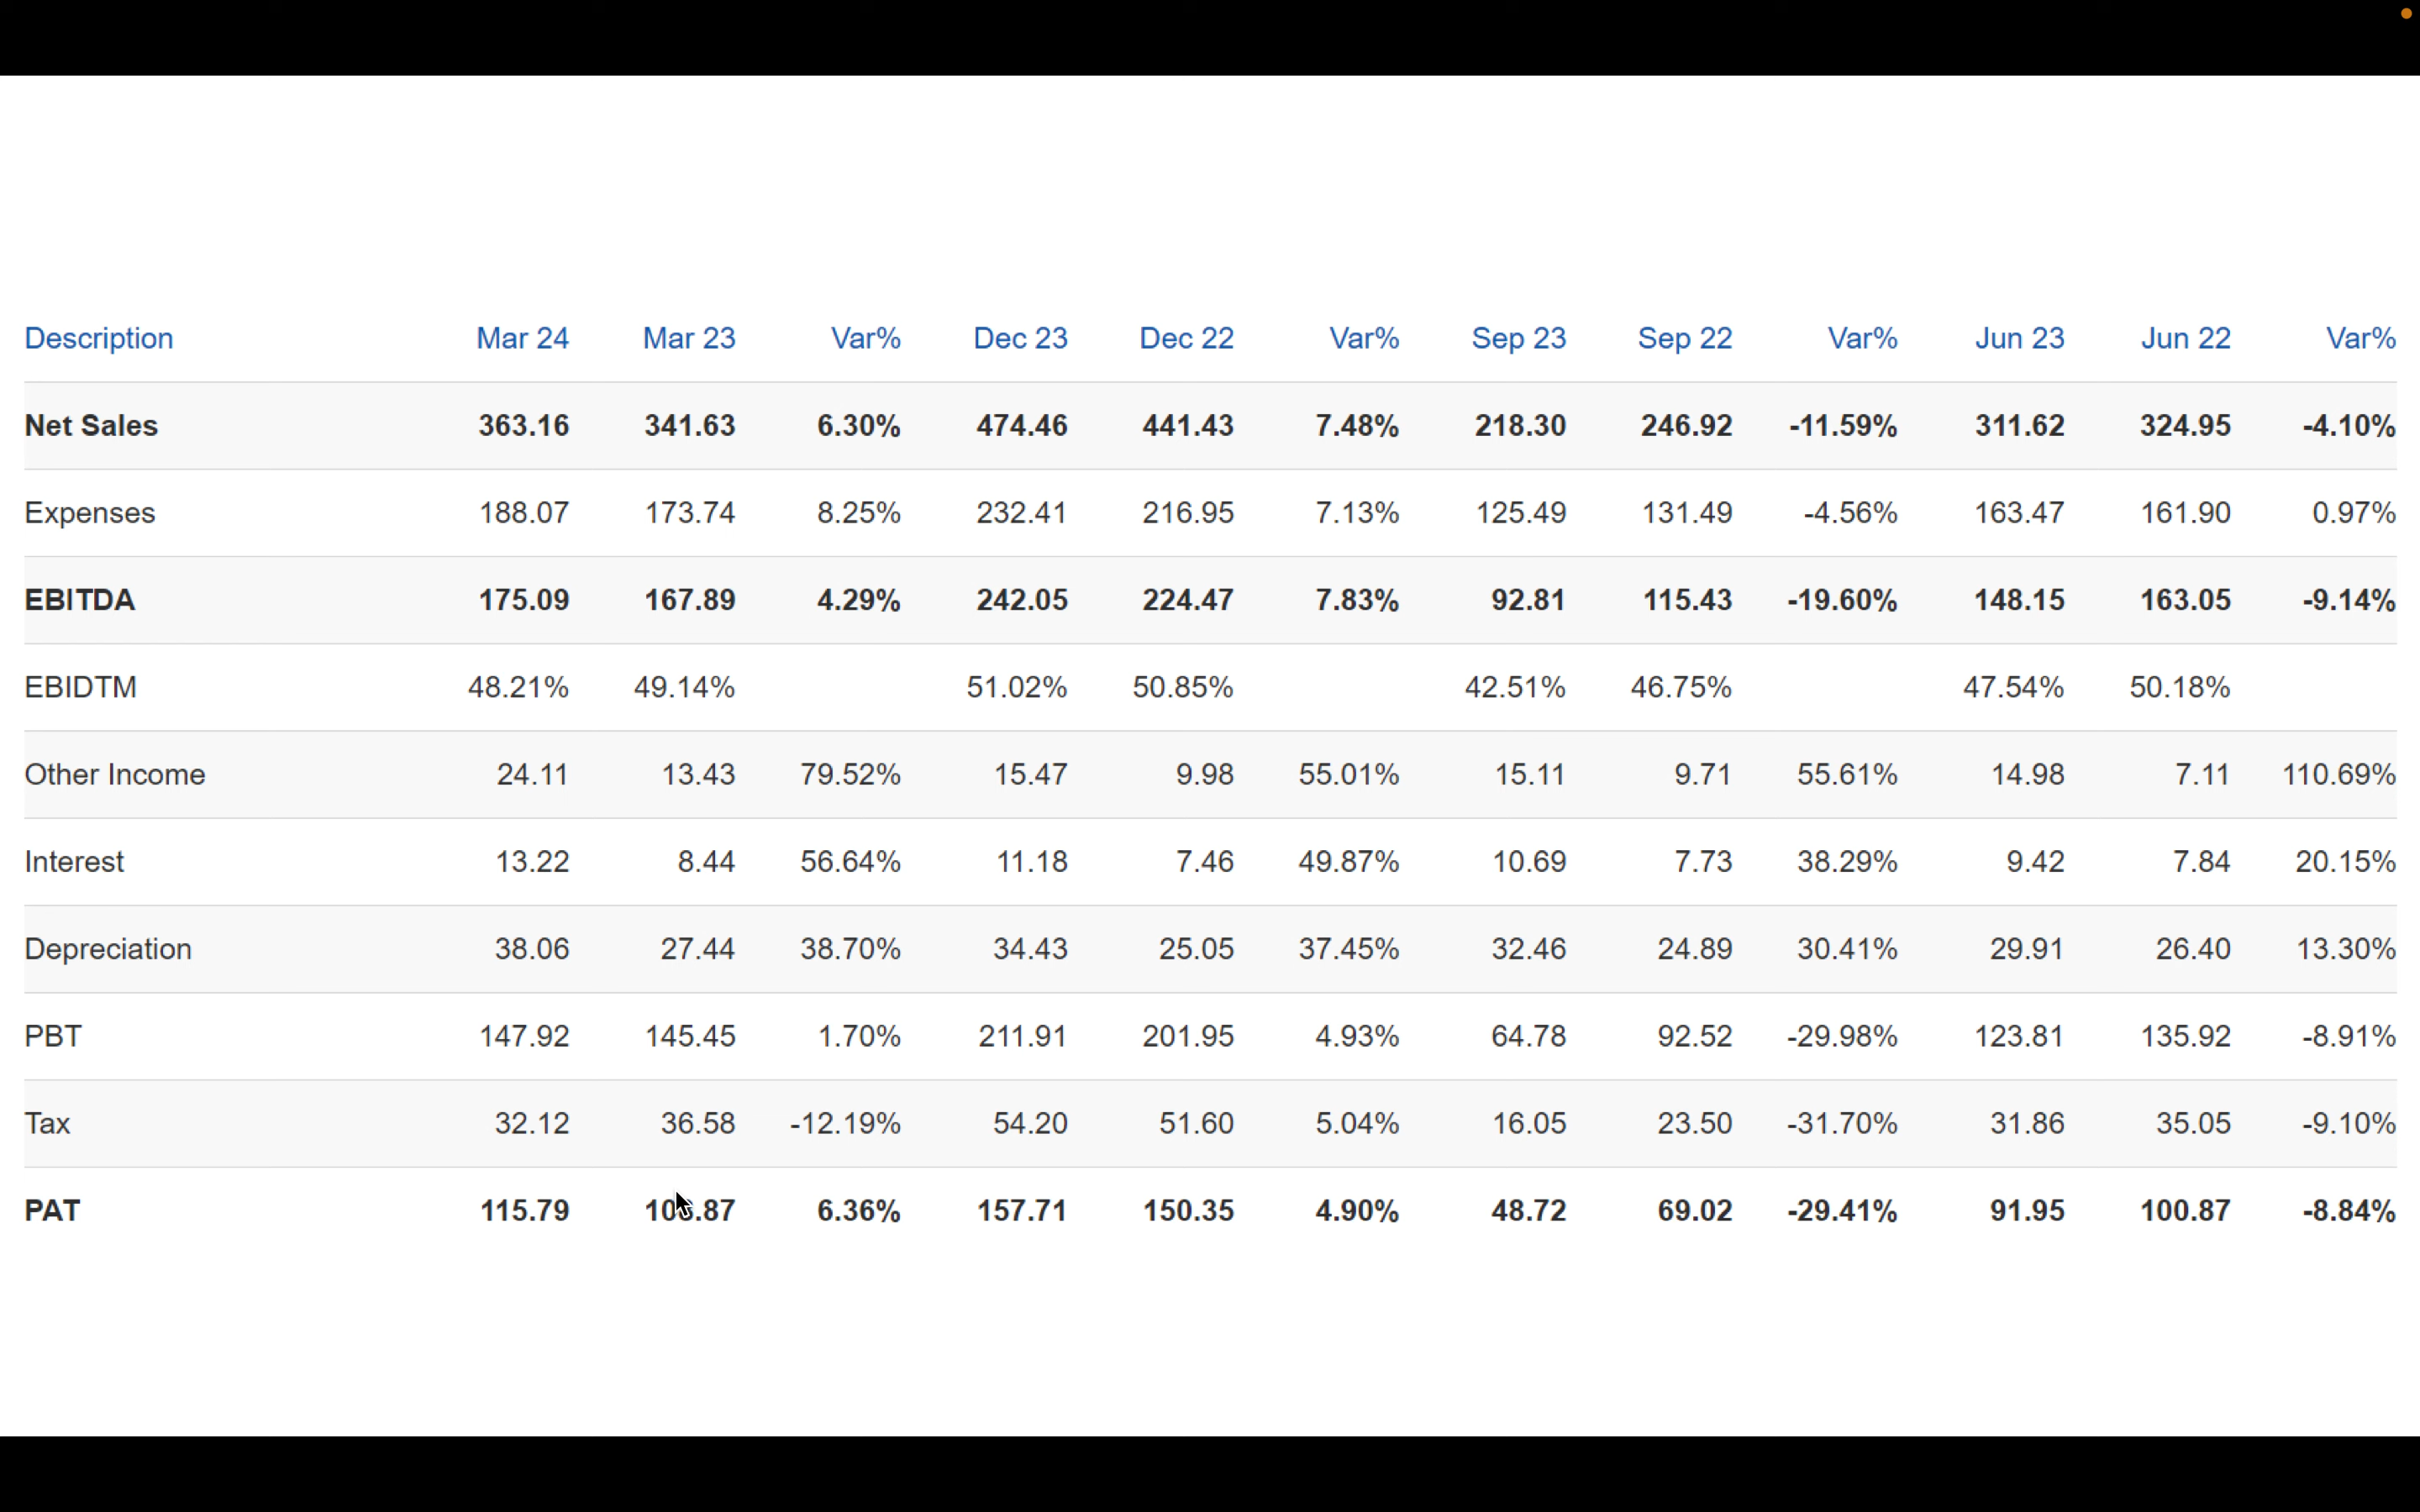 Description Mar 24 Mar 23 Var% Dec 23 Dec 22 Var% Sep 23 Sep 22 Var% Jun 23 Jun 22 Var%
Net Sales 363.16 341.63 6.30% 474.46 441.43 7.48% 218.30 246.92 -11.59% 311.62 324.95 -4.10%
Expenses 188.07 173.74 8.25% 232.41 216.95 7.13% 125.49 131.49 -4.56% 163.47 161.90 0.97%
EBITDA 175.09 167.89 4.29% 242.05 224.47 7.83% 92.81 115.43 -19.60% 148.15 163.05 -9.14%
EBIDTM 48.21% 49.14% 51.02% 50.85% 42.51% 46.75% 47.54% 50.18%
Other Income 24.11 13.43 79.52% 15.47 9.98 55.01% 15.11 9.71 55.61% 14.98 7.11 110.69%
Interest 13.22 8.44 56.64% 11.18 7.46 49.87% 10.69 7.73 38.29% 9.42 7.84 20.15%
Depreciation 38.06 27.44 38.70% 34.43 25.05 37.45% 32.46 24.89 30.41% 29.91 26.40 13.30%
PBT 147.92 145.45 1.70% 211.91 201.95 4.93% 64.78 92.52 -29.98% 123.81 135.92 -8.91%
Tax 32.12 36.58 -12.19% 54.20 51.60 5.04% 16.05 23.50 -31.70% 31.86 35.05 -9.10%
PAT 115.79 108.87 6.36% 157.71 150.35 4.90% 48.72 69.02 -29.41% 91.95 100.87 -8.84%